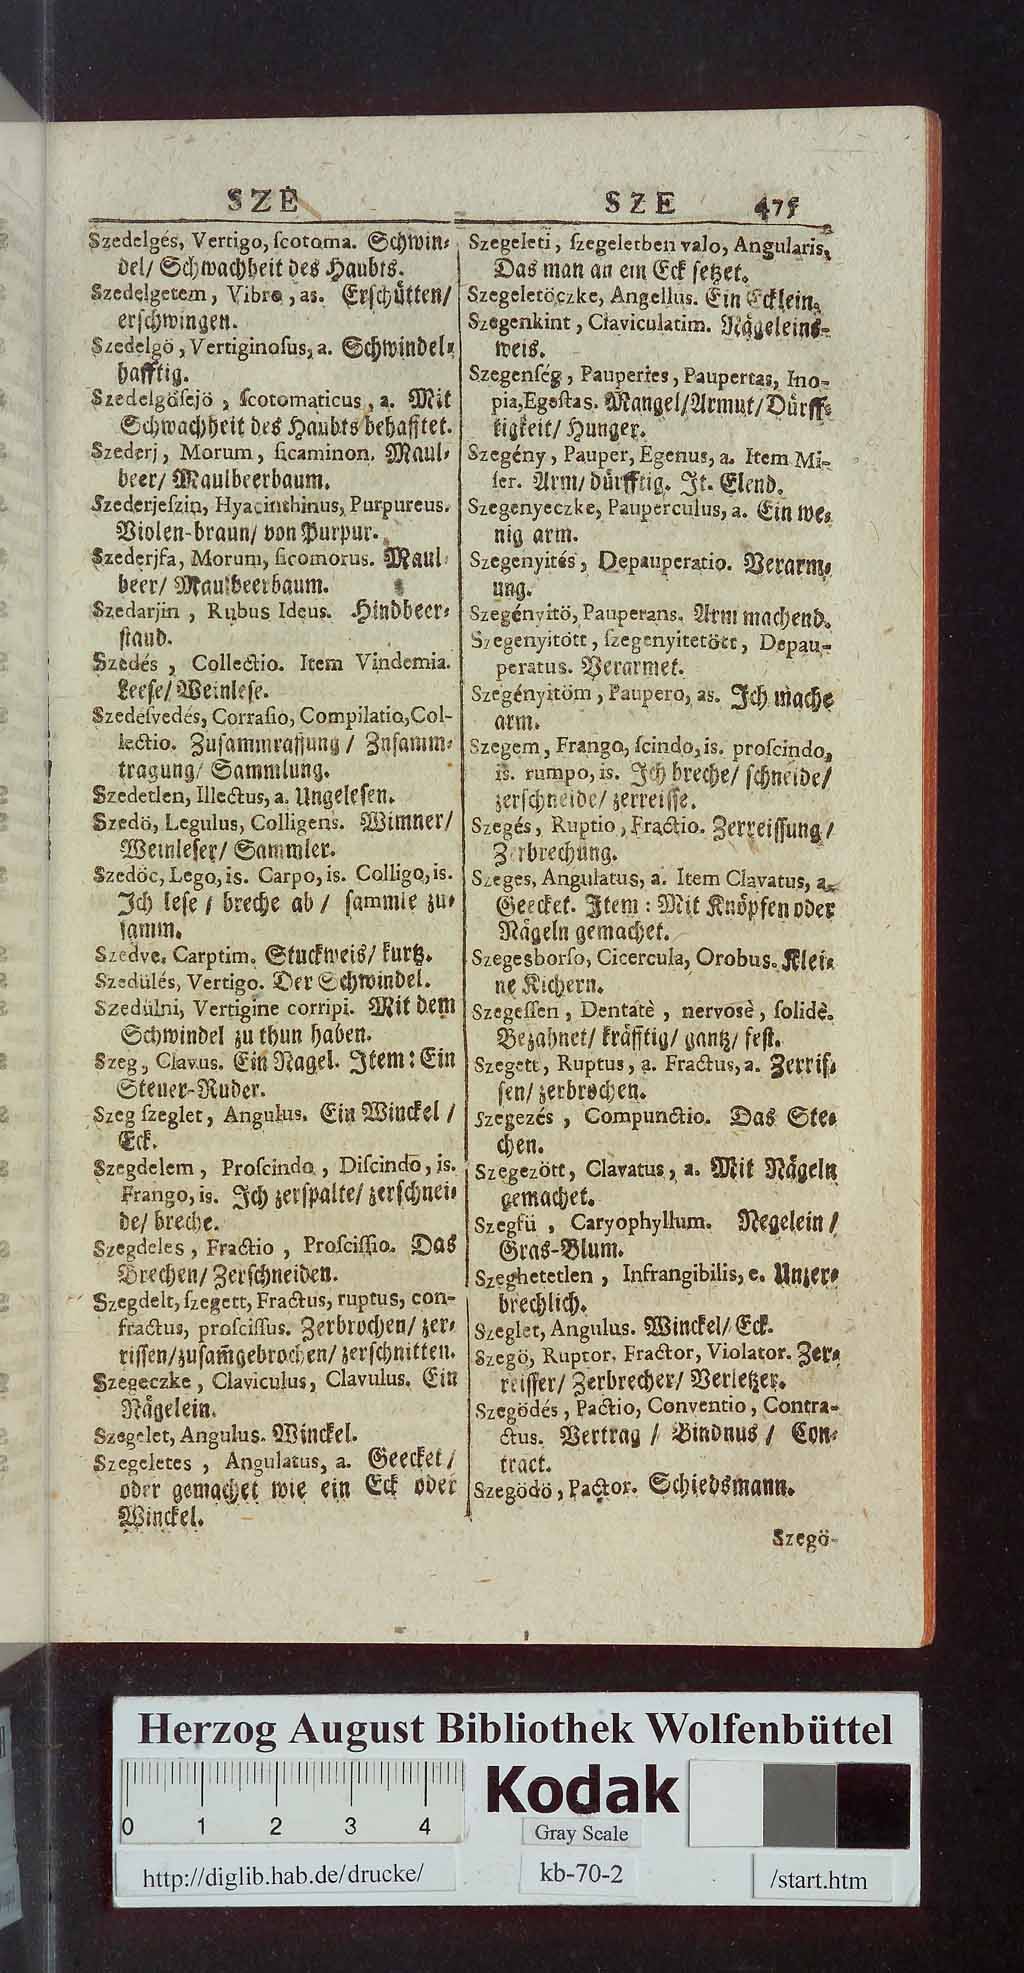 SZE
Szedelgés, Vertigo, ſcotoma. Schwin⸗
del/ Schwachheit des Haubts.
Szedelgetem, Vibro, as. Erschütten/
erschwingen.
Szedelgö, Vertiginoſus, a. Schwindel⸗
hafftig.
Szedelgöfejö, ſcotomaticus, a. Mit
Schwachheit des Haubts behafftet.
Szederj, Morum, ſicaminon. Maul⸗
beer/ Maulbeerbaum.
Szederjeſzin, Hyacinthinus, Purpureus.
Violen-braun/ von Purpur.
Szederjfa, Morum, ſicomorus. Maul⸗
beer/ Maulbeerbaum.
Szedarjin, Rubus Ideus. Hindbeer⸗
staud.
Szedés, Collectio. Item Vindemia.
Leese/ Weinlese.
Szedeſvedés, Corraſio, Compilatio, Col-
lectio. Zusammraffung/ Zusamm⸗
tragung/ Sammlung.
Szedetlen, Illectus, a. Ungelesen.
Szedö, Legulus, Colligens. Wimner/
Weinleser/ Sammler.
Szedöc, Lego, is. Carpo, is. Colligo, is.
Ich lese/ breche ab/ sammle zu⸗
samm.
Szedve, Carptim. Stuckweis/ kurtz.
Szedülés, Vertigo. Der Schwindel.
Szedülni, Vertigine corripi. Mit dem
Schwindel zu thun haben.
Szeg, Clavus. Ein Nagel. Item: Ein
Steuer-Ruder.
Szeg ſzeglet, Angulus. Ein Winckel/
Eck.
Szegdelem, Proſcindo, Diſcindo, is.
Frango, is. Ich zerspalte/ zerschnei⸗
de/ breche.
Szegdeles, Fractio, Proſciſſio. Das
Brechen/ Zerschneiden.
Szegdelt, ſzegett, Fractus, ruptus, con-
fractus, proſciſſus. Zerbrochen/ zer⸗
rissen/ zusam̃gebrochen/ zerschnitten.
Szegeczke, Claviculus, Clavulus. Ein
Nägelein.
Szegelet, Angulus. Winckel.
Szegeletes, Angulatus, a. Geecket/
oder gemachet wie ein Eck oder
Winckel.
SZE 475
Szegeleti, ſzegeletben valo, Angularis,
Das man an ein Eck setzet.
Szegeletöczke, Angellus. Ein Ecklein.
Szegenkint, Claviculatim. Nägeleins-
weis.
Szegenſég, Pauperies, Paupertas, Ino-
pia, Egeſtas. Mangel/ Armut/ Dürff⸗
tigkeit/ Hunger.
Szegény, Pauper, Egenus, a. Item Mi-
ſer. Arm/ dürfftig. It. Elend.
Szegenyeczke, Pauperculus, a. Ein we⸗
nig arm.
Szegenyités, Depauperatio. Verarm⸗
ung.
Szegényitö, Pauperans. Arm machend.
Szegenyitött, ſzegenyitetött, Depau-
peratus. Verarmet.
Szegényitöm, Paupero, as. Ich mache
arm.
Szegem, Frango, ſcindo, is. proſcindo,
is. rumpo, is. Ich breche/ schneide/
zerschneide/ zerreisse.
Szegés, Ruptio, Fractio. Zerreissung/
Zerbrechung.
Szeges, Angulatus, a. Item Clavatus, a.
Geecket. Item: Mit Knöpfen oder
Nägeln gemachet.
Szegesborſo, Cicercula, Orobus. Klei⸗
ne Kichern.
Szegeſſen, Dentatè, nervosè, ſolidè.
Bezahnet/ kräfftig/ gantz/ fest.
Szegett, Ruptus, a. Fractus, a. Zerris⸗
sen/ zerbrochen.
Szegezés, Compunctio. Das Ste⸗
chen.
Szegezött, Clavatus, a. Mit Nägeln
gemachet.
Szegfü, Caryophyllum. Negelein/
Gras-Blum.
Szeghetetlen, Infrangibilis, e. Unzer⸗
brechlich.
Szeglet, Angulus. Winckel/ Eck.
Szegö, Ruptor, Fractor, Violator. Zer⸗
reisser/ Zerbrecher/ Verletzer.
Szegödés, Pactio, Conventio, Contra-
ctus. Vertrag/ Bindnus/ Con⸗
tract.
Szegödö, Pactor. Schiedsmann.
Szegö-
Herzog August Bibliothek Wolfenbüttel
0 1 2 3 4
Kodak
Gray Scale
http://diglib.hab.de/drucke/
kb-70-2
/start.htm